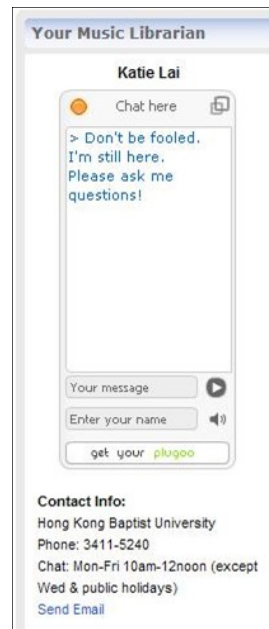 Your Music Librarian
Katie Lai
Chat here
> Don't be fooled.
I'm still here.
Please ask me
questions!
Your message
Enter your name
get your plugoo
Contact Info:
Hong Kong Baptist University
Phone: 3411-5240
Chat: Mon-Fri 10am-12noon (except
Wed & public holidays)
Send Email